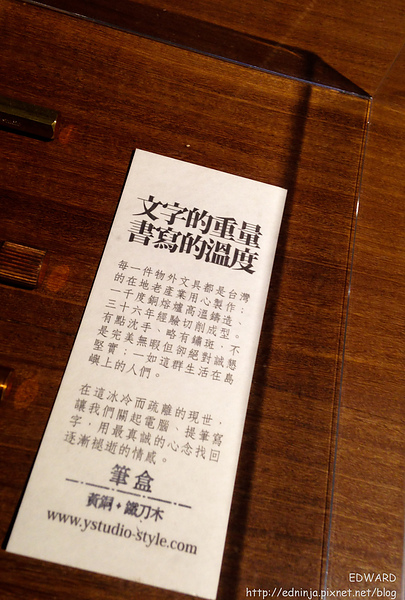 文字的重量
書寫的溫度
每一件物外文具都是台灣
的在地老產業用心製作；
一千度銅熔爐高溫鑄造、
三十六年經驗切削成型。
有點沈手、略有鏽斑，不
是完美無暇但卻絕對誠懇
堅實；一如這群生活在島
嶼上的人們。
在這冰冷而疏離的現世，
讓我們關起電腦、提筆寫
字，用最真誠的心念找回
逐漸褪逝的情感。
筆盒
黃銅+鐵刀木
www.ystudio-style.com
EDWARD
http://edninja.pixnet.net/blog